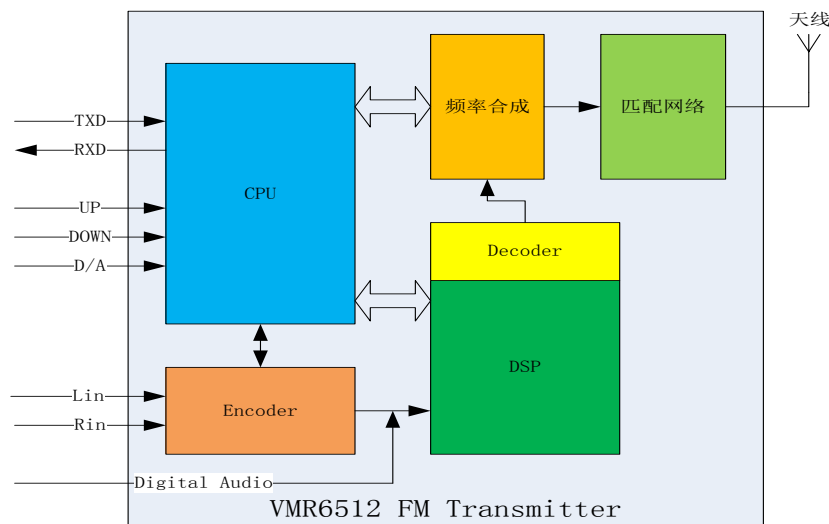 天线
频率合成
匹配网络
TXD
RXD
CPU
UP
DOWN
D/A
Decoder
DSP
Lin
Encoder
Rin
Digital Audio
VMR6512 FM Transmitter